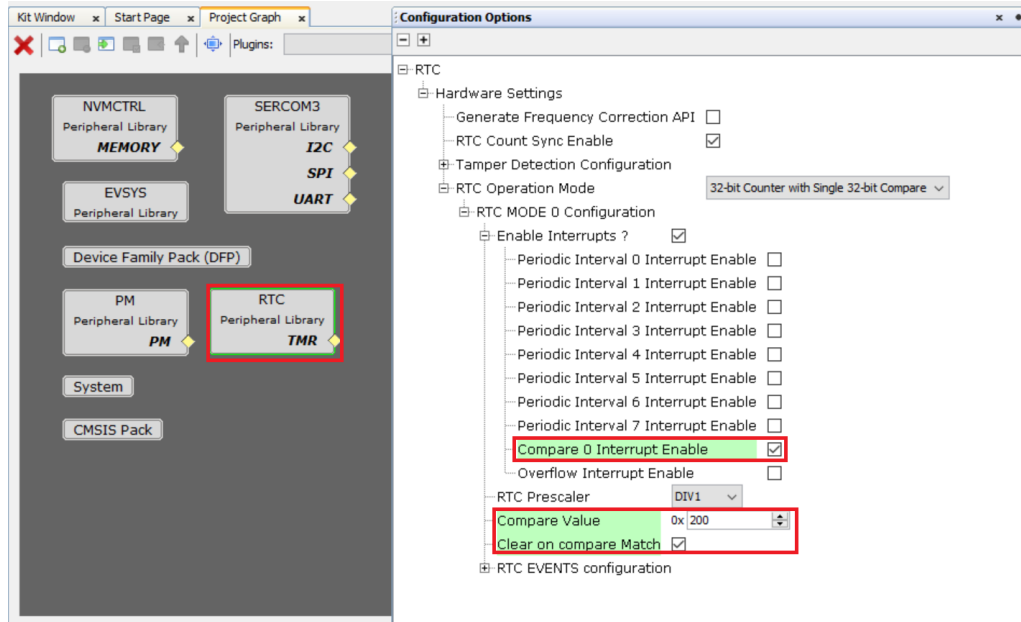 Kit Window x Start Page x Project Graph x
Plugins:
NVMCTRL
Peripheral Library
MEMORY
SERCOM3
Peripheral Library
I2C
SPI
UART
EVSYS
Peripheral Library
Device Family Pack (DFP)
PM
Peripheral Library
PM
RTC
Peripheral Library
TMR
System
CMSIS Pack
Configuration Options
RTC
Hardware Settings
Generate Frequency Correction API
RTC Count Sync Enable
Tamper Detection Configuration
RTC Operation Mode 32-bit Counter with Single 32-bit Compare
RTC MODE 0 Configuration
Enable Interrupts ?
Periodic Interval 0 Interrupt Enable
Periodic Interval 1 Interrupt Enable
Periodic Interval 2 Interrupt Enable
Periodic Interval 3 Interrupt Enable
Periodic Interval 4 Interrupt Enable
Periodic Interval 5 Interrupt Enable
Periodic Interval 6 Interrupt Enable
Periodic Interval 7 Interrupt Enable
Compare 0 Interrupt Enable
Overflow Interrupt Enable
RTC Prescaler DIV1
Compare Value 0x 200
Clear on compare Match
RTC EVENTS configuration